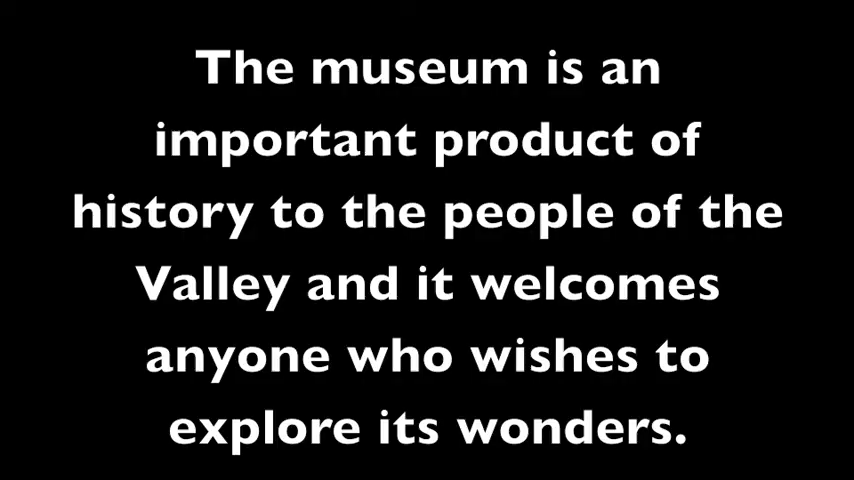 The museum is an
important product of
history to the people of the
Valley and it welcomes
anyone who wishes to
explore its wonders.